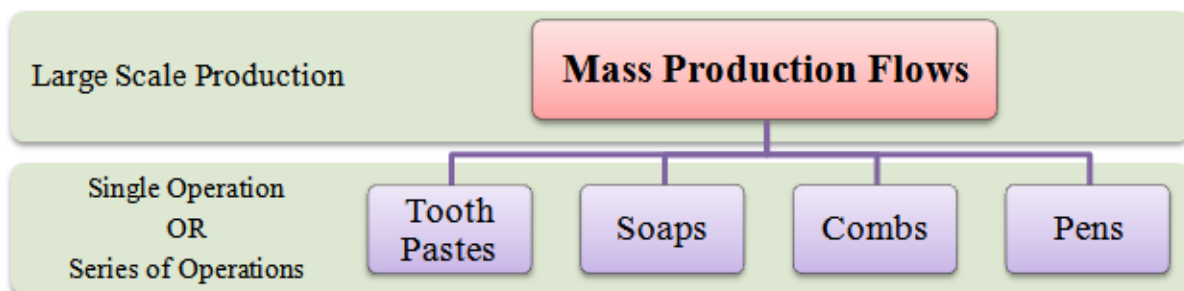 Large Scale Production
Mass Production Flows
Single Operation
OR
Series of Operations
Tooth
Pastes
Soaps
Combs
Pens